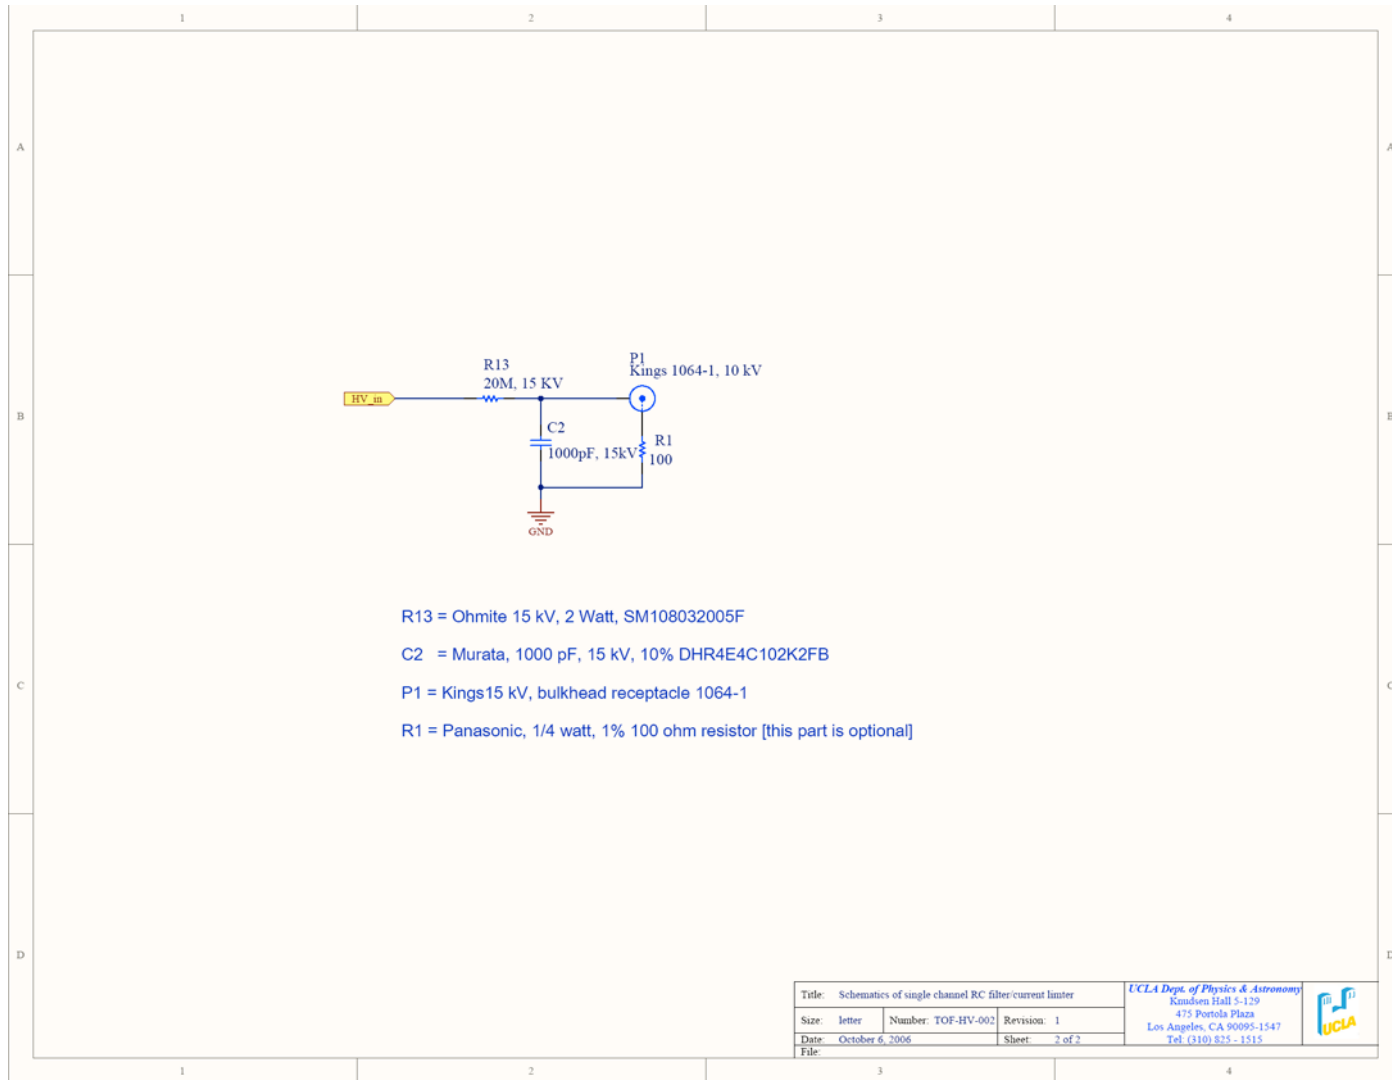 1 2 3 4
A A
R13
20M, 15 KV
P1
Kings 1064-1, 10 kV
HV_in
B B
C2
1000pF, 15kV
R1
100
GND
R13 = Ohmite 15 kV, 2 Watt, SM108032005F
C2 = Murata, 1000 pF, 15 kV, 10% DHR4E4C102K2FB
C C
P1 = Kings15 kV, bulkhead receptacle 1064-1
R1 = Panasonic, 1/4 watt, 1% 100 ohm resistor [this part is optional]
D D
Title: Schematics of single channel RC filter/current limter
Size: letter Number: TOF-HV-002 Revision: 1
Date: October 6, 2006 Sheet: 2 of 2
File:
UCLA Dept. of Physics & Astronomy
Knudsen Hall 5-129
475 Portola Plaza
Los Angeles, CA 90095-1547
Tel: (310) 825 - 1515
UCLA
1 2 3 4